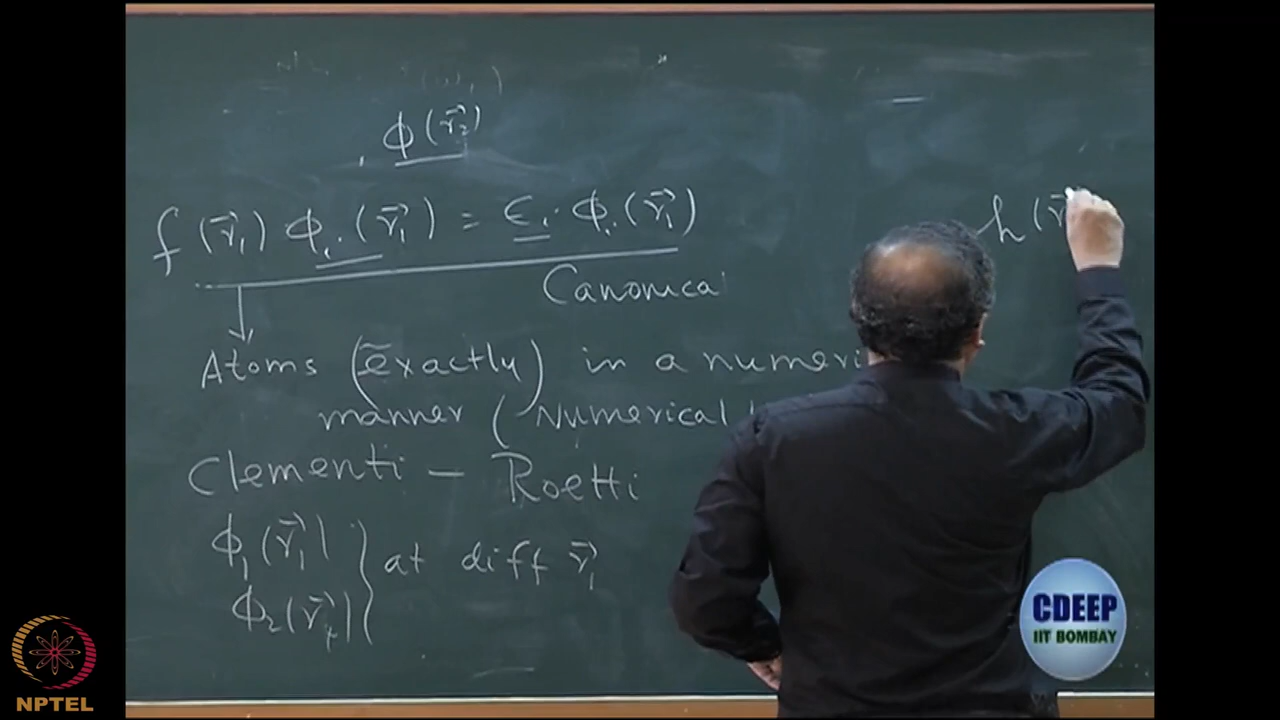 φ(r⃗₂)
f(r⃗₁) φᵢ(r⃗₁) = εᵢ φᵢ(r⃗₁)
h(r⃗
Canonica
Atoms (exactly) in a numeri
manner (Numerical
Clementi - Roetti
φ₁(r⃗₁) } at diff r⃗₁
φ₂(r⃗₁)
CDEEP
IIT BOMBAY
NPTEL